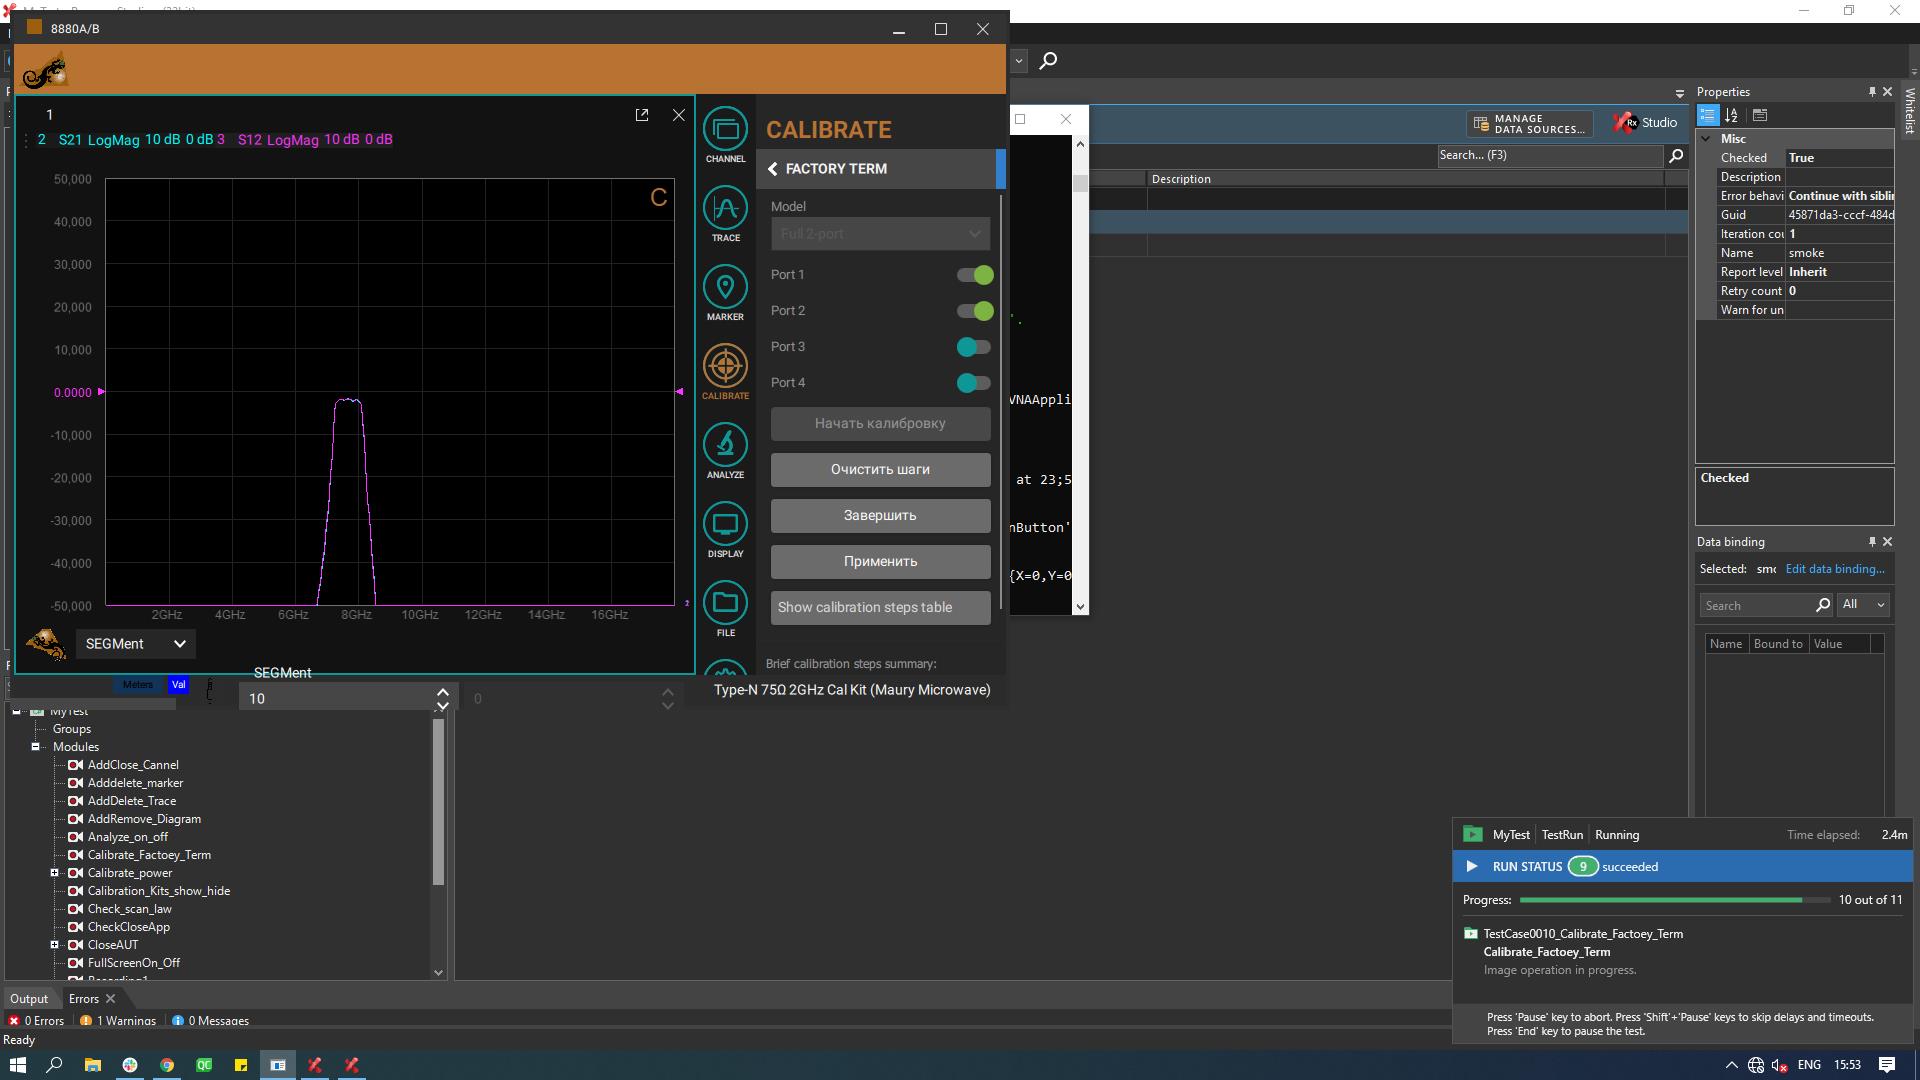 8880A/B
1
2 S21 LogMag 10 dB 0 dB 3 S12 LogMag 10 dB 0 dB
50,000
40,000
30,000
20,000
10,000
0.0000
-10,000
-20,000
-30,000
-40,000
-50,000
C
2GHz 4GHz 6GHz 8GHz 10GHz 12GHz 14GHz 16GHz
2
SEGMent
SEGMent
Meters Val
10
0
CHANNEL
TRACE
MARKER
CALIBRATE
ANALYZE
DISPLAY
FILE
CALIBRATE
FACTORY TERM
Model
Full 2-port
Port 1
Port 2
Port 3
Port 4
Начать калибровку
Очистить шаги
Завершить
Применить
Show calibration steps table
Brief calibration steps summary:
Type-N 75Ω 2GHz Cal Kit (Maury Microwave)
VNAAppli
at 23;5
nButton'
{X=0,Y=0
MANAGE
DATA SOURCES...
Rx Studio
Search... (F3)
Description
Properties
Whitelist
Misc
Checked True
Description
Error behavi Continue with siblin
Guid 45871da3-cccf-484d
Iteration cou 1
Name smoke
Report level Inherit
Retry count 0
Warn for un
Checked
Data binding
Selected: smo Edit data binding...
Search All
Name Bound to Value
MyTest
Groups
Modules
AddClose_Cannel
Adddelete_marker
AddDelete_Trace
AddRemove_Diagram
Analyze_on_off
Calibrate_Factoey_Term
Calibrate_power
Calibration_Kits_show_hide
Check_scan_law
CheckCloseApp
CloseAUT
FullScreenOn_Off
MyTest TestRun Running Time elapsed: 2.4m
RUN STATUS 9 succeeded
Progress: 10 out of 11
TestCase0010_Calibrate_Factoey_Term
Calibrate_Factoey_Term
Image operation in progress.
Press 'Pause' key to abort. Press 'Shift'+'Pause' keys to skip delays and timeouts.
Press 'End' key to pause the test.
Output Errors
0 Errors 1 Warnings 0 Messages
Ready
QC
ENG 15:53